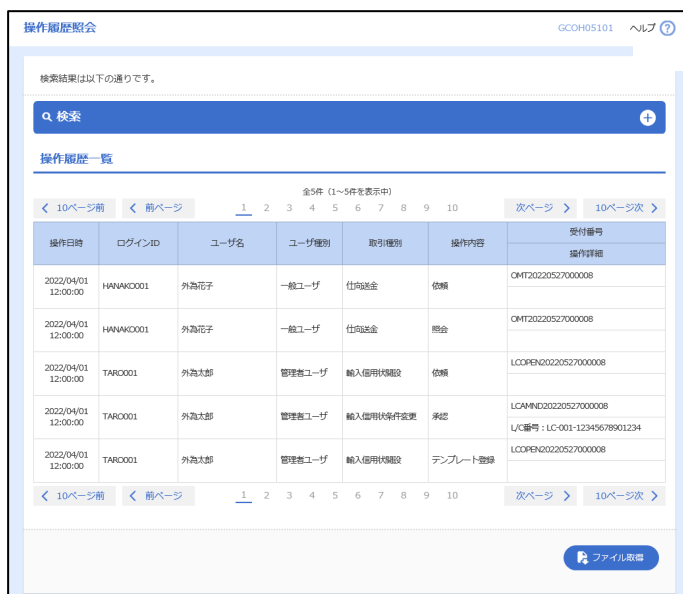 操作履歴照会
GCOH05101 ヘルプ ?
検索結果は以下の通りです。
検索
操作履歴一覧
全5件（1～5件を表示中）
10ページ前 前ページ 1 2 3 4 5 6 7 8 9 10 次ページ 10ページ次
操作日時 ログインID ユーザ名 ユーザ種別 取引種別 操作内容 受付番号
操作詳細
2022/04/01 12:00:00 HANAKO001 外為花子 一般ユーザ 仕向送金 依頼 OMT20220527000008
2022/04/01 12:00:00 HANAKO001 外為花子 一般ユーザ 仕向送金 照会 OMT20220527000008
2022/04/01 12:00:00 TARO001 外為太郎 管理者ユーザ 輸入信用状開設 依頼 LCOPEN20220527000008
2022/04/01 12:00:00 TARO001 外為太郎 管理者ユーザ 輸入信用状条件変更 承認 LCAMND20220527000008
L/C番号：LC-001-12345678901234
2022/04/01 12:00:00 TARO001 外為太郎 管理者ユーザ 輸入信用状開設 テンプレート登録 LCOPEN20220527000008
10ページ前 前ページ 1 2 3 4 5 6 7 8 9 10 次ページ 10ページ次
ファイル取得